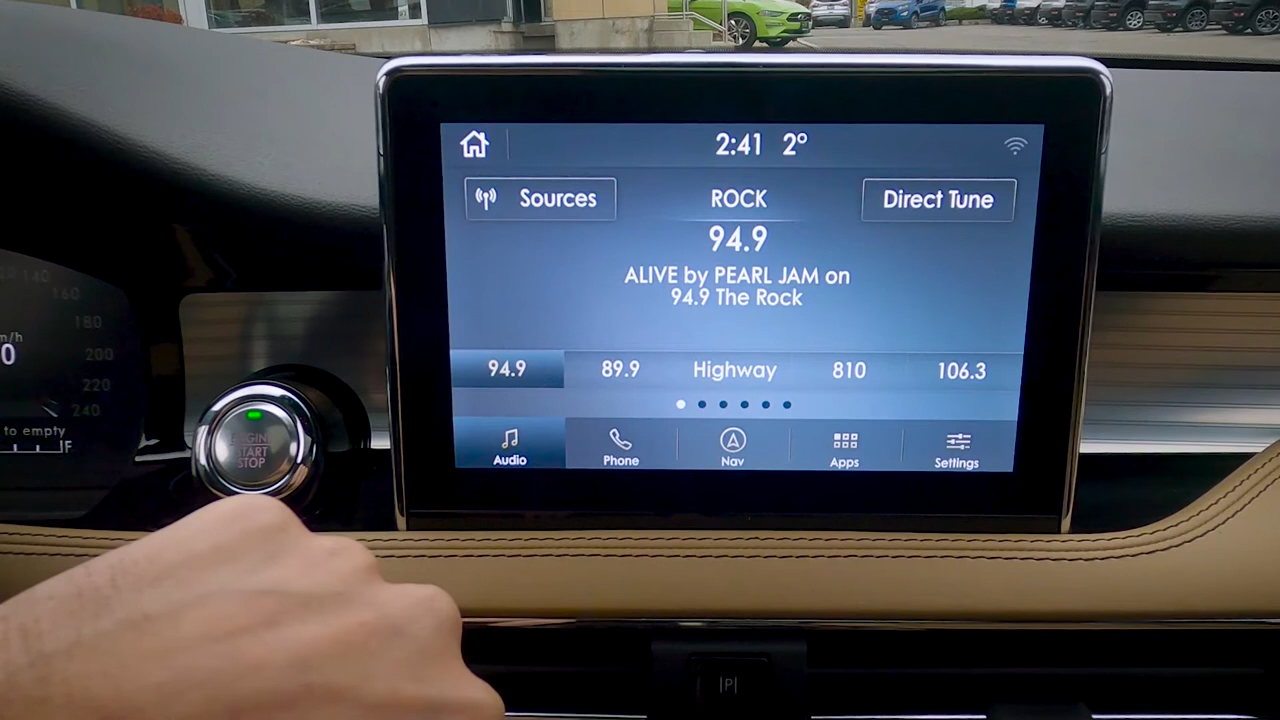 2:41 2°
Sources
ROCK
Direct Tune
94.9
ALIVE by PEARL JAM on
94.9 The Rock
94.9 89.9 Highway 810 106.3
Audio Phone Nav Apps Settings
140
160
180
200
220
240
m/h
0
to empty
F
ENGINE
START
STOP
P